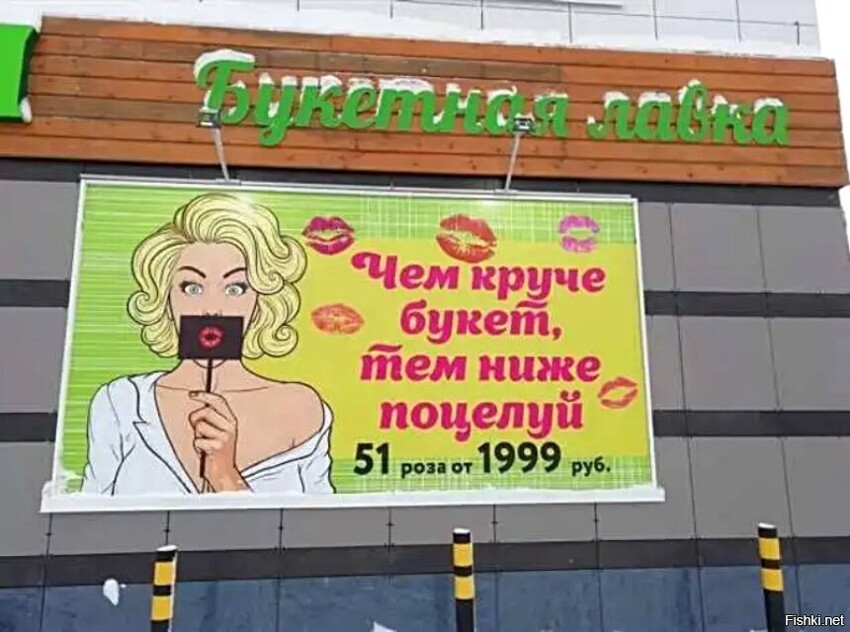 Букетная лавка
Чем круче
букет,
тем ниже
поцелуй
51 роза от 1999 руб.
Fishki.net